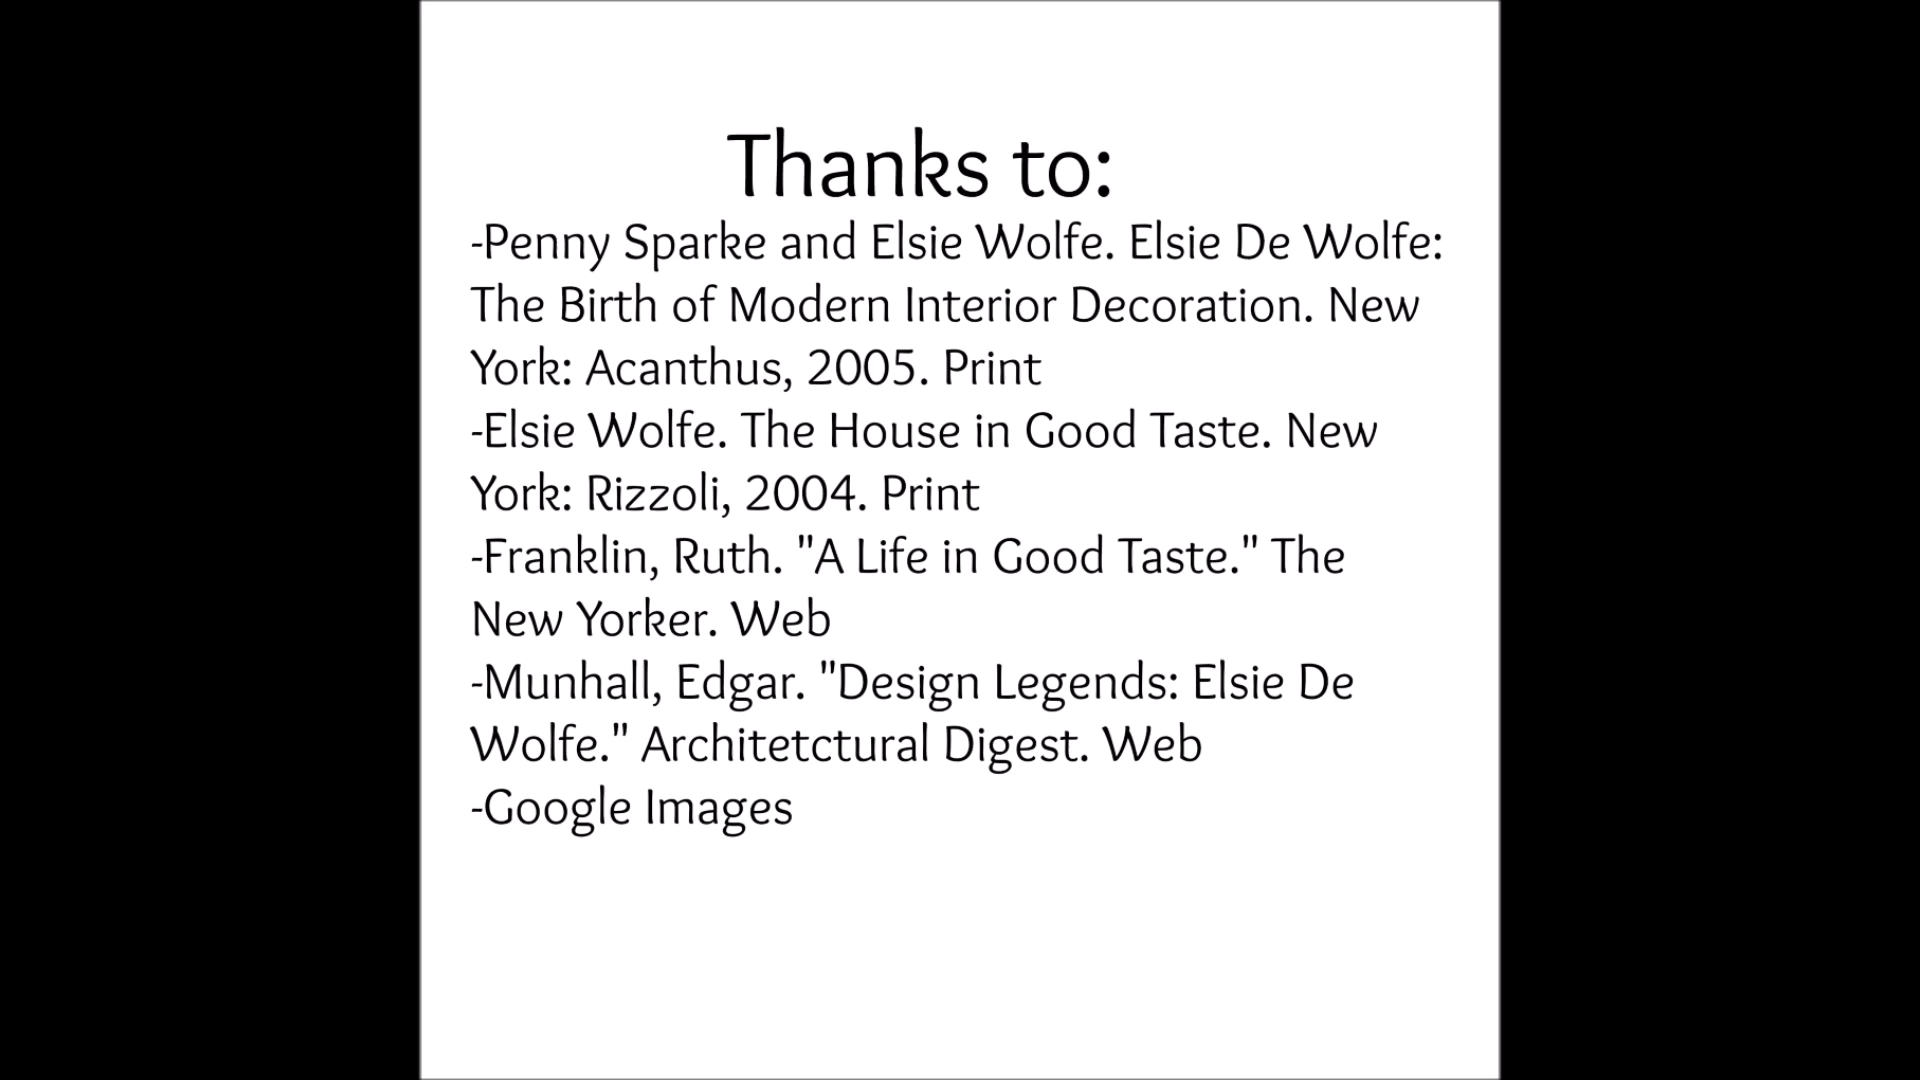 Thanks to:
-Penny Sparke and Elsie Wolfe. Elsie De Wolfe:
The Birth of Modern Interior Decoration. New
York: Acanthus, 2005. Print
-Elsie Wolfe. The House in Good Taste. New
York: Rizzoli, 2004. Print
-Franklin, Ruth. "A Life in Good Taste." The
New Yorker. Web
-Munhall, Edgar. "Design Legends: Elsie De
Wolfe." Architetctural Digest. Web
-Google Images